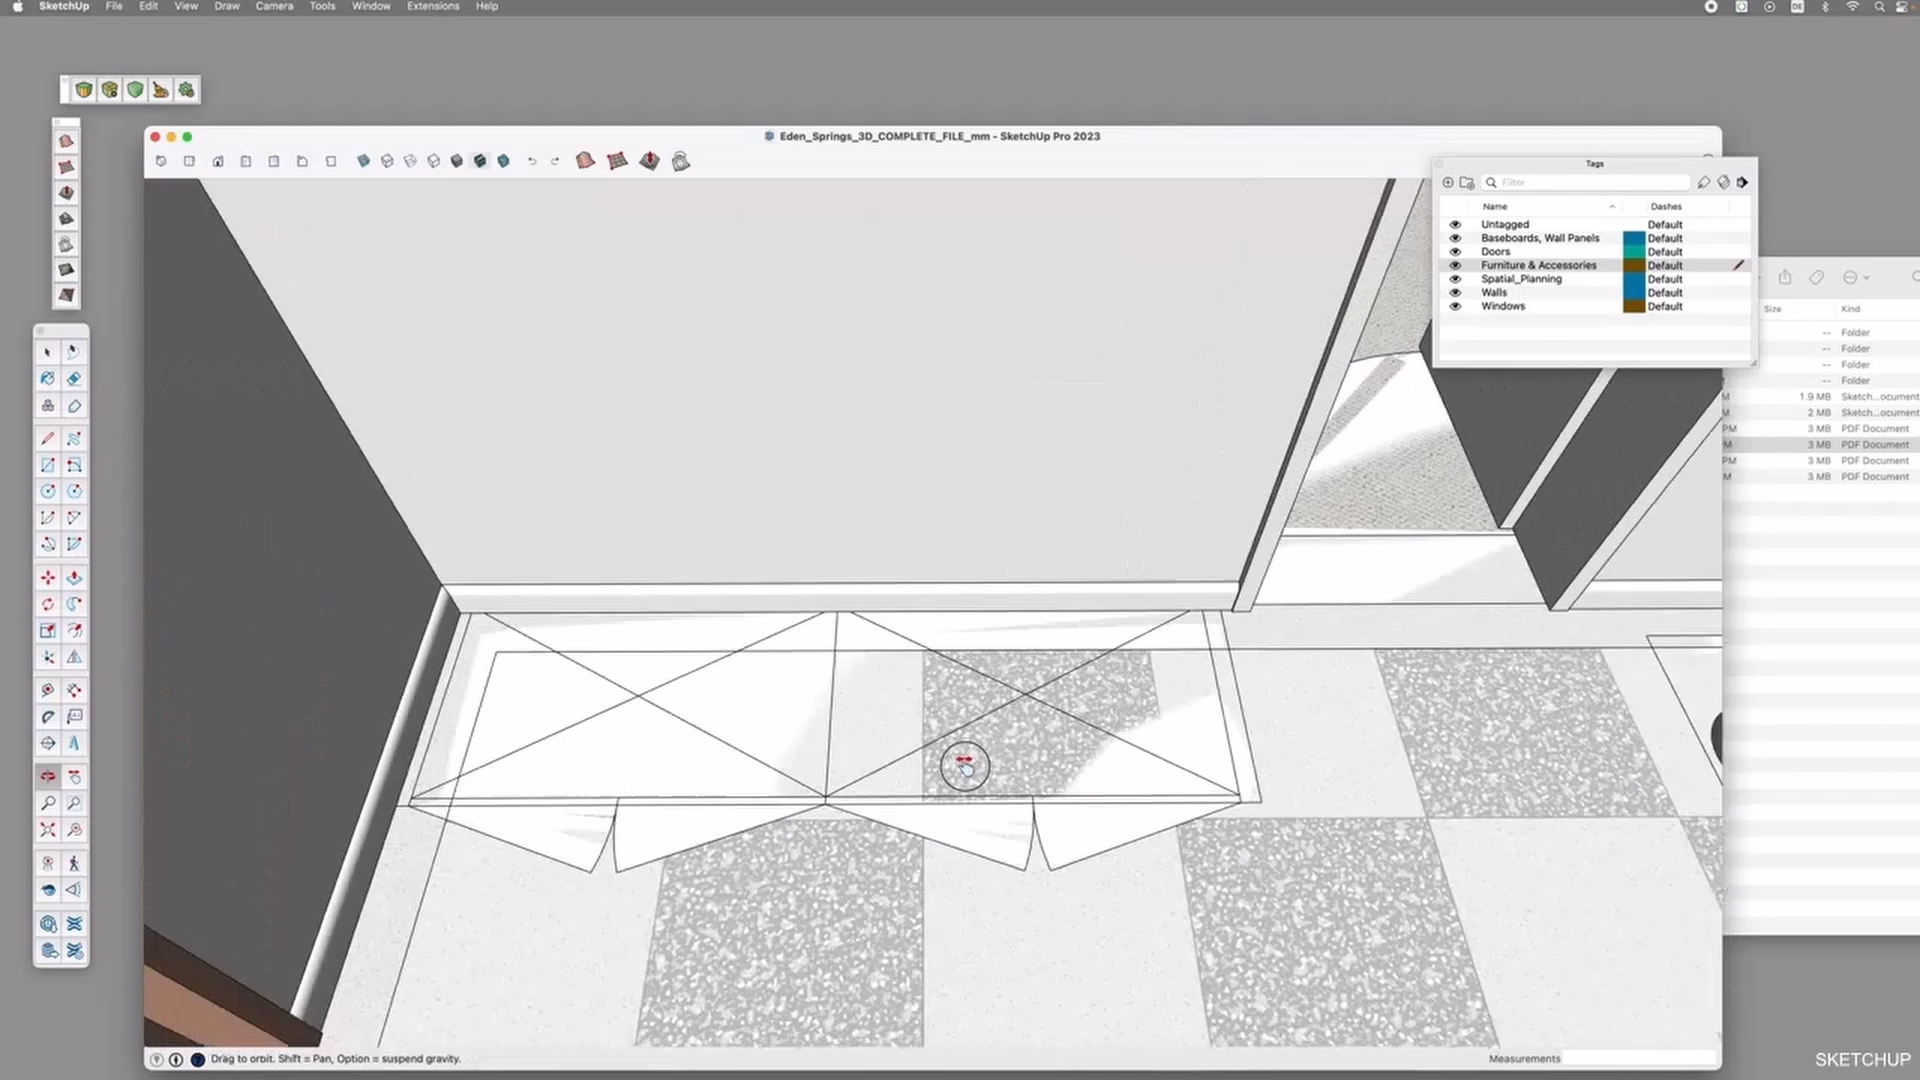 SketchUp File Edit View Draw Camera Tools Window Extensions Help
Eden_Springs_3D_COMPLETE_FILE_mm - SketchUp Pro 2023
Tags
Filter
Name Dashes
Untagged Default
Baseboards, Wall Panels Default
Doors Default
Furniture & Accessories Default
Spatial_Planning Default
Walls Default
Windows Default
Size Kind
-- Folder
-- Folder
-- Folder
-- Folder
M 1.9 MB Sketch...ocument
M 2 MB Sketch...ocument
PM 3 MB PDF Document
M 3 MB PDF Document
PM 3 MB PDF Document
M 3 MB PDF Document
Drag to orbit. Shift = Pan, Option = suspend gravity.
Measurements
SKETCHUP